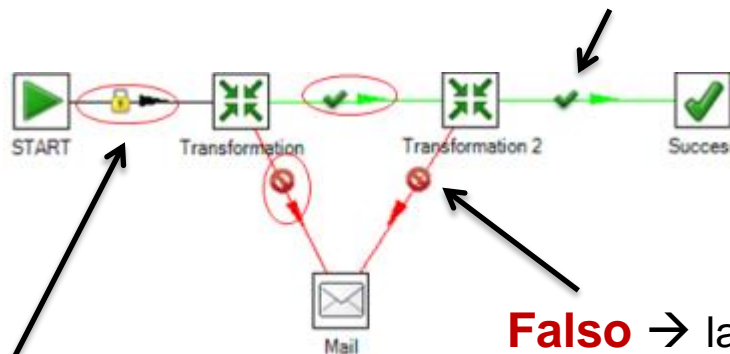 START
Transformation
Transformation 2
Succes
Mail
Falso → la